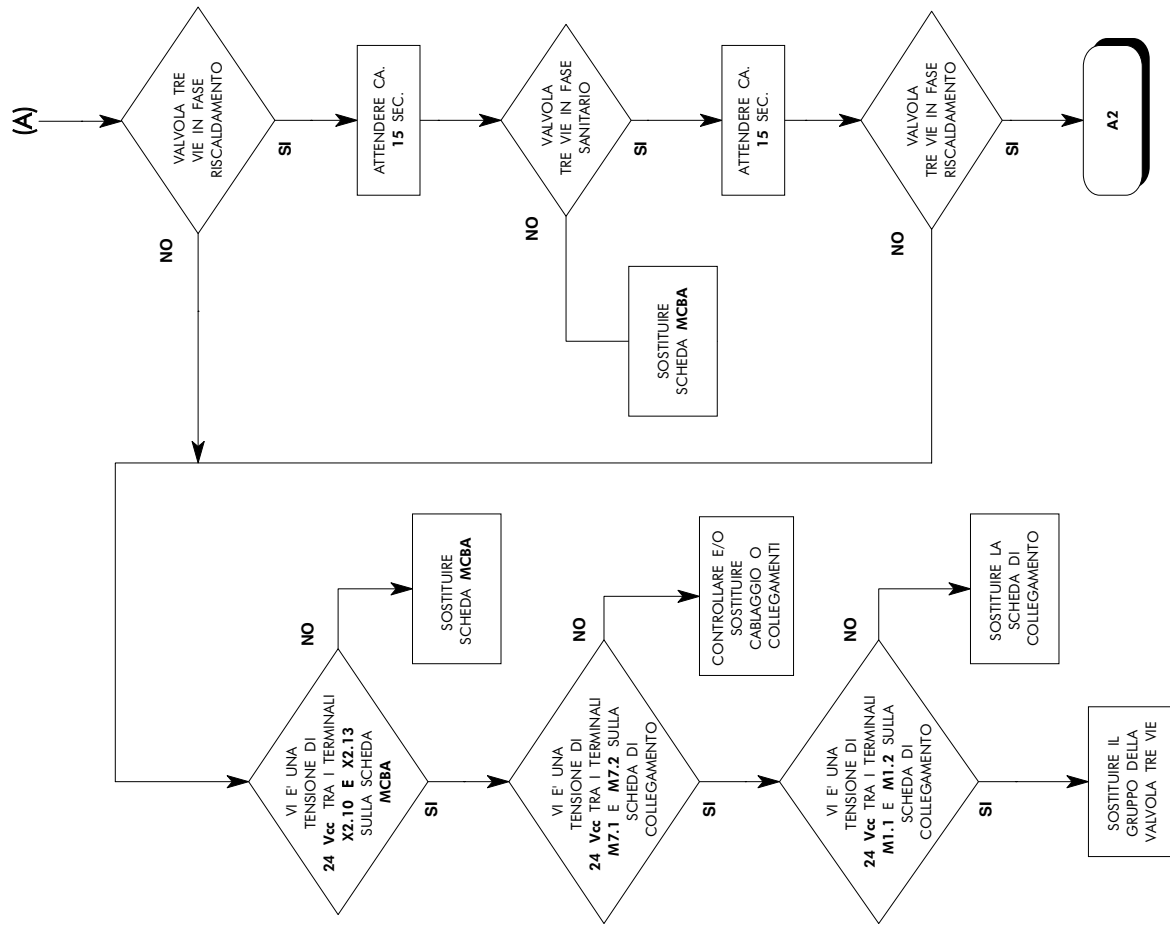 (A)
VALVOLA TRE
VIE IN FASE
RISCALDAMENTO
NO
SI
ATTENDERE CA.
15 SEC.
VALVOLA
TRE VIE IN FASE
SANITARIO
NO
SI
SOSTITUIRE
SCHEDA MCBA
ATTENDERE CA.
15 SEC.
VALVOLA
TRE VIE IN FASE
RISCALDAMENTO
NO
SI
A2
VI E' UNA
TENSIONE DI
24 Vcc TRA I TERMINALI
X2.10 E X2.13
SULLA SCHEDA
MCBA
NO
SI
SOSTITUIRE
SCHEDA MCBA
VI E' UNA
TENSIONE DI
24 Vcc TRA I TERMINALI
M7.1 E M7.2 SULLA
SCHEDA DI
COLLEGAMENTO
NO
SI
CONTROLLARE E/O
SOSTITUIRE
CABLAGGIO O
COLLEGAMENTI
VI E' UNA
TENSIONE DI
24 Vcc TRA I TERMINALI
M1.1 E M1.2 SULLA
SCHEDA DI
COLLEGAMENTO
NO
SI
SOSTITUIRE LA
SCHEDA DI
COLLEGAMENTO
SOSTITUIRE IL
GRUPPO DELLA
VALVOLA TRE VIE